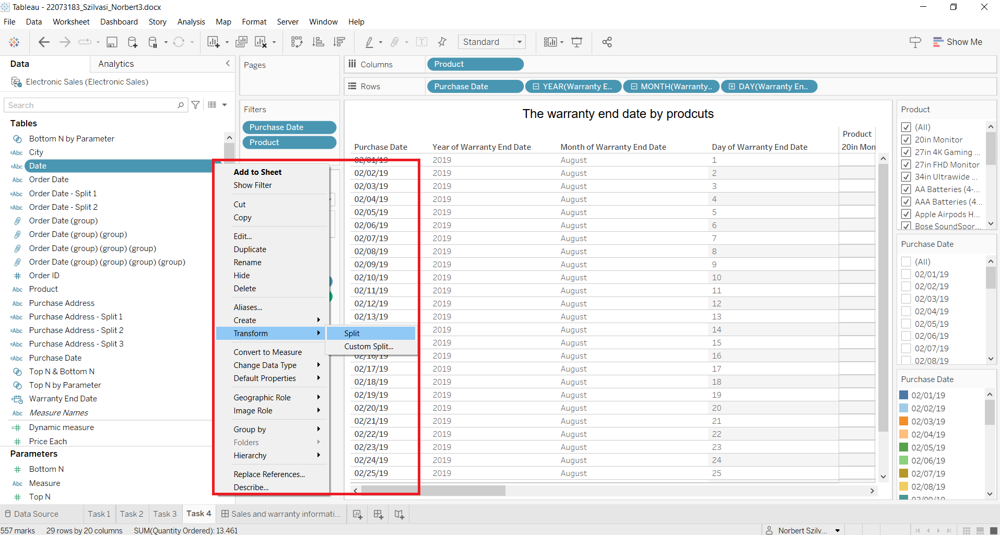 Tableau - 22073183_Szilvasi_Norbert3.docx
File Data Worksheet Dashboard Story Analysis Map Format Server Window Help
Standard
Show Me
Data
Analytics
Electronic Sales (Electronic Sales)
Search
Tables
Bottom N by Parameter
=Abc City
=Abc Date
Abc Order Date
=Abc Order Date - Split 1
=Abc Order Date - Split 2
Order Date (group)
Order Date (group) (group)
Order Date (group) (group) (group)
Order Date (group) (group) (group) (group)
# Order ID
Abc Product
Abc Purchase Address
=Abc Purchase Address - Split 1
=Abc Purchase Address - Split 2
=Abc Purchase Address - Split 3
=Abc Purchase Date
Top N & Bottom N
Top N by Parameter
Warranty End Date
Abc Measure Names
=# Dynamic measure
# Price Each
Parameters
# Bottom N
Abc Measure
# Top N
Pages
Filters
Purchase Date
Product
Columns
Product
Rows
Purchase Date
YEAR(Warranty E..
MONTH(Warranty..
DAY(Warranty En..
Add to Sheet
Show Filter
Cut
Copy
Edit...
Duplicate
Rename
Hide
Delete
Aliases...
Create
Transform
Convert to Measure
Change Data Type
Default Properties
Geographic Role
Image Role
Group by
Folders
Hierarchy
Replace References...
Describe...
Split
Custom Split...
The warranty end date by prodcuts
Product
Purchase Date Year of Warranty End Date Month of Warranty End Date Day of Warranty End Date 20in Mon
02/01/19 2019 August 1
02/02/19 2019 August 2
02/03/19 2019 August 3
02/04/19 2019 August 4
02/05/19 2019 August 5
02/06/19 2019 August 6
02/07/19 2019 August 7
02/08/19 2019 August 8
02/09/19 2019 August 9
02/10/19 2019 August 10
02/11/19 2019 August 11
02/12/19 2019 August 12
02/13/19 2019 August 13
2019 August 14
2019 August 15
02/16/19 2019 August 16
02/17/19 2019 August 17
02/18/19 2019 August 18
02/19/19 2019 August 19
02/20/19 2019 August 20
02/21/19 2019 August 21
02/22/19 2019 August 22
02/23/19 2019 August 23
02/24/19 2019 August 24
02/25/19 2019 August 25
Product
(All)
20in Monitor
27in 4K Gaming ...
27in FHD Monitor
34in Ultrawide ...
AA Batteries (4-...
AAA Batteries (4...
Apple Airpods H...
Bose SoundSpor...
Purchase Date
(All)
02/01/19
02/02/19
02/03/19
02/04/19
02/05/19
02/06/19
02/07/19
02/08/19
Purchase Date
02/01/19
02/02/19
02/03/19
02/04/19
02/05/19
02/06/19
02/07/19
02/08/19
02/09/19
Data Source
Task 1
Task 2
Task 3
Task 4
Sales and warranty informati...
557 marks 29 rows by 20 columns SUM(Quantity Ordered): 13.461
Norbert Szilv...